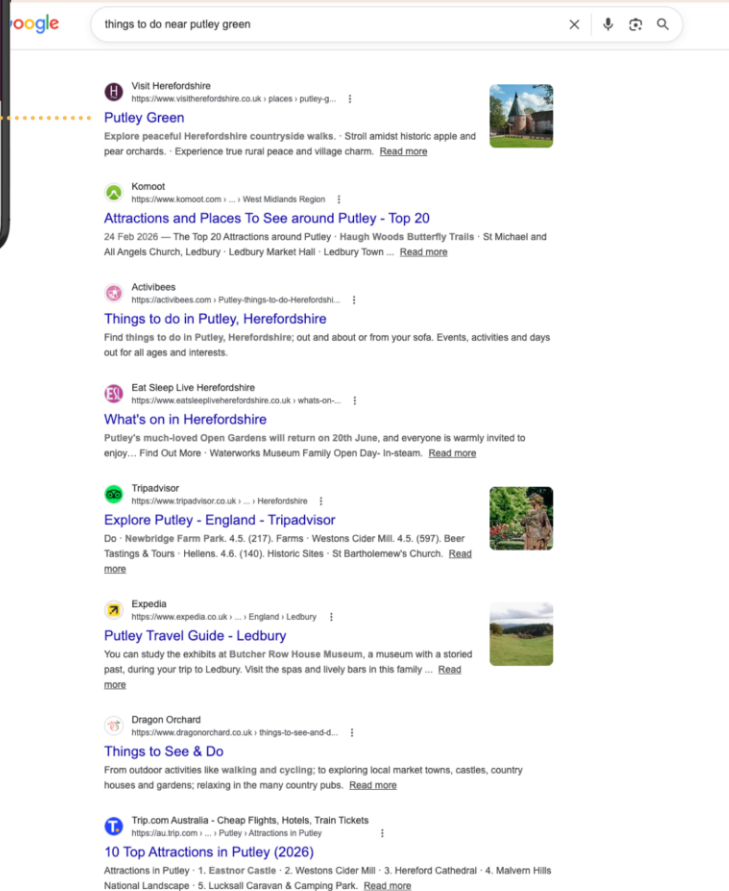 oogle
things to do near putley green
Visit Herefordshire
https://www.visitherefordshire.co.uk › places › putley-g...
Putley Green
Explore peaceful Herefordshire countryside walks. · Stroll amidst historic apple and
pear orchards. · Experience true rural peace and village charm. Read more
Komoot
https://www.komoot.com › ... › West Midlands Region
Attractions and Places To See around Putley - Top 20
24 Feb 2026 — The Top 20 Attractions around Putley · Haugh Woods Butterfly Trails · St Michael and
All Angels Church, Ledbury · Ledbury Market Hall · Ledbury Town ... Read more
Activibees
https://activibees.com › Putley-things-to-do-Herefordshi...
Things to do in Putley, Herefordshire
Find things to do in Putley, Herefordshire; out and about or from your sofa. Events, activities and days
out for all ages and interests.
ESL
Eat Sleep Live Herefordshire
https://www.eatsleepliveherefordshire.co.uk › whats-on-...
What's on in Herefordshire
Putley's much-loved Open Gardens will return on 20th June, and everyone is warmly invited to
enjoy... Find Out More · Waterworks Museum Family Open Day- In-steam. Read more
Tripadvisor
https://www.tripadvisor.co.uk › ... › Herefordshire
Explore Putley - England - Tripadvisor
Do · Newbridge Farm Park. 4.5. (217). Farms · Westons Cider Mill. 4.5. (597). Beer
Tastings & Tours · Hellens. 4.6. (140). Historic Sites · St Bartholemew's Church. Read
more
Expedia
https://www.expedia.co.uk › ... › England › Ledbury
Putley Travel Guide - Ledbury
You can study the exhibits at Butcher Row House Museum, a museum with a storied
past, during your trip to Ledbury. Visit the spas and lively bars in this family ... Read
more
Dragon Orchard
https://www.dragonorchard.co.uk › things-to-see-and-d...
Things to See & Do
From outdoor activities like walking and cycling; to exploring local market towns, castles, country
houses and gardens; relaxing in the many country pubs. Read more
T.
Trip.com Australia - Cheap Flights, Hotels, Train Tickets
https://au.trip.com › ... › Putley › Attractions in Putley
10 Top Attractions in Putley (2026)
Attractions in Putley · 1. Eastnor Castle · 2. Westons Cider Mill · 3. Hereford Cathedral · 4. Malvern Hills
National Landscape · 5. Lucksall Caravan & Camping Park. Read more